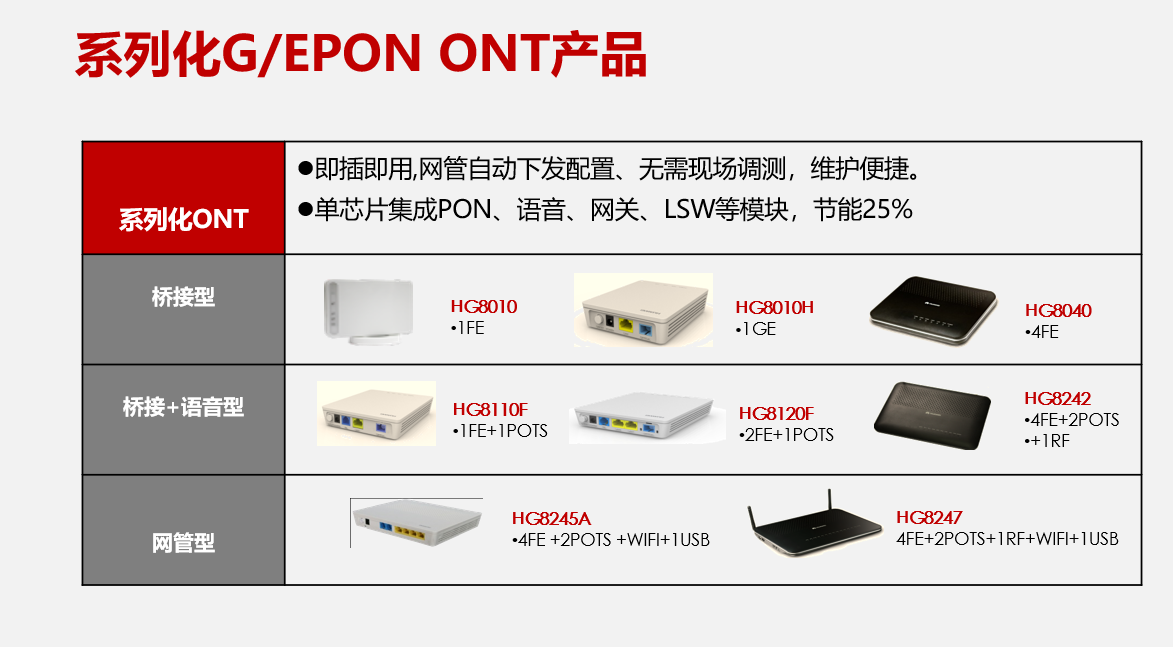 系列化G/EPON ONT产品
系列化ONT
●即插即用,网管自动下发配置、无需现场调测，维护便捷。
●单芯片集成PON、语音、网关、LSW等模块，节能25%
桥接型
HG8010
•1FE
HG8010H
•1GE
HG8040
•4FE
桥接+语音型
HG8110F
•1FE+1POTS
HG8120F
•2FE+1POTS
HG8242
•4FE+2POTS
•+1RF
网管型
HG8245A
•4FE +2POTS +WIFI+1USB
HG8247
4FE+2POTS+1RF+WIFI+1USB